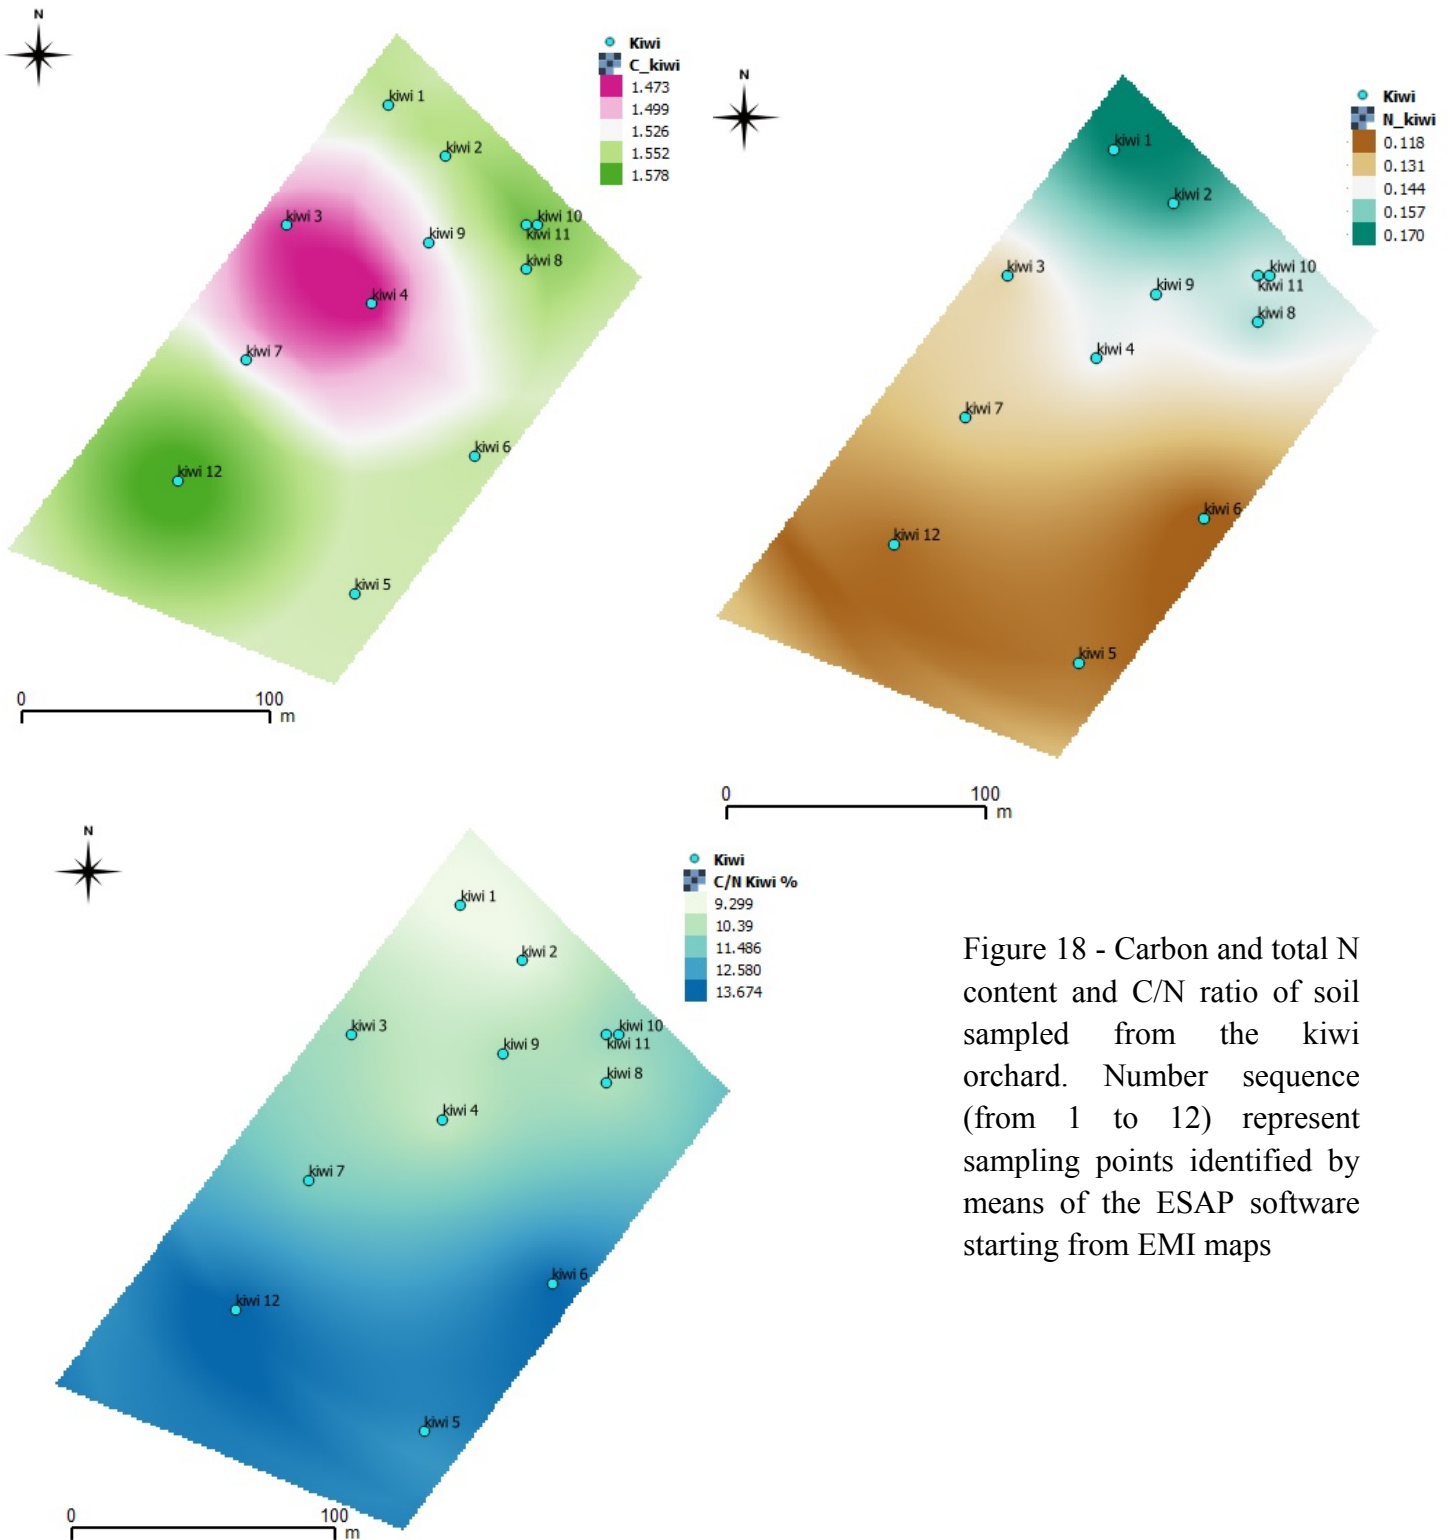 N
Kiwi
C_kiwi
1.473
1.499
1.526
1.552
1.578
kiwi 1
kiwi 2
kiwi 3
kiwi 10
kiwi 11
kiwi 9
kiwi 8
kiwi 4
kiwi 7
kiwi 6
kiwi 12
kiwi 5
0 100
m
N
Kiwi
N_kiwi
0.118
0.131
0.144
0.157
0.170
kiwi 1
kiwi 2
kiwi 3
kiwi 10
kiwi 11
kiwi 9
kiwi 8
kiwi 4
kiwi 7
kiwi 6
kiwi 12
kiwi 5
0 100
m
N
Kiwi
C/N Kiwi %
9.299
10.39
11.486
12.580
13.674
kiwi 1
kiwi 2
kiwi 3
kiwi 10
kiwi 11
kiwi 9
kiwi 8
kiwi 4
kiwi 7
kiwi 6
kiwi 12
kiwi 5
0 100
m
Figure 18 - Carbon and total N
content and C/N ratio of soil
sampled from the kiwi
orchard. Number sequence
(from 1 to 12) represent
sampling points identified by
means of the ESAP software
starting from EMI maps